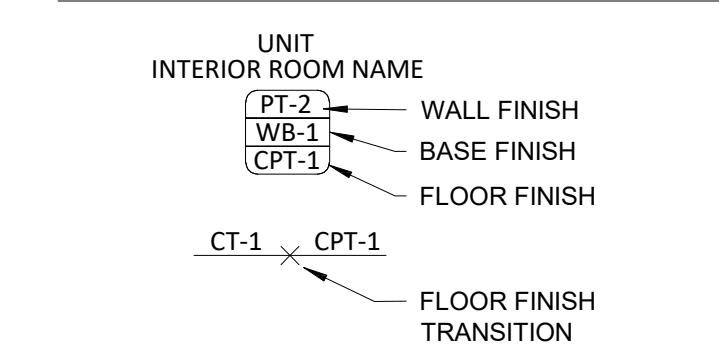 UNIT
INTERIOR ROOM NAME
PT-2
WALL FINISH
WB-1
BASE FINISH
CPT-1
FLOOR FINISH
CT-1 CPT-1
FLOOR FINISH
TRANSITION